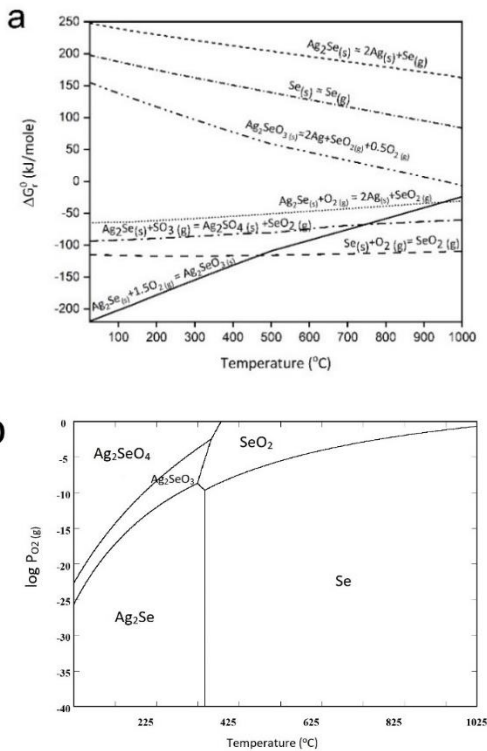 a
250
200
150
100
50
0
-50
-100
-150
-200
ΔG⁰r (kJ/mole)
Ag2Se(s) = 2Ag(s)+Se(g)
Se(s) = Se(g)
Ag2SeO3(s)=2Ag+SeO2(g)+0.5O2(g)
Ag2Se(s)+O2(g)=2Ag(s)+SeO2(g)
Ag2Se(s)+SO3(g)=Ag2SO4(s)+SeO2(g)
Se(s)+O2(g)=SeO2(g)
Ag2Se(s)+1.5O2(g)=Ag2SeO3(s)
100 200 300 400 500 600 700 800 900 1000
Temperature (°C)
0
-5
-10
-15
-20
-25
-30
-35
-40
log PO2(g)
Ag2SeO4
SeO2
Ag2SeO3
Ag2Se
Se
225 425 625 825 1025
Temperature (°C)